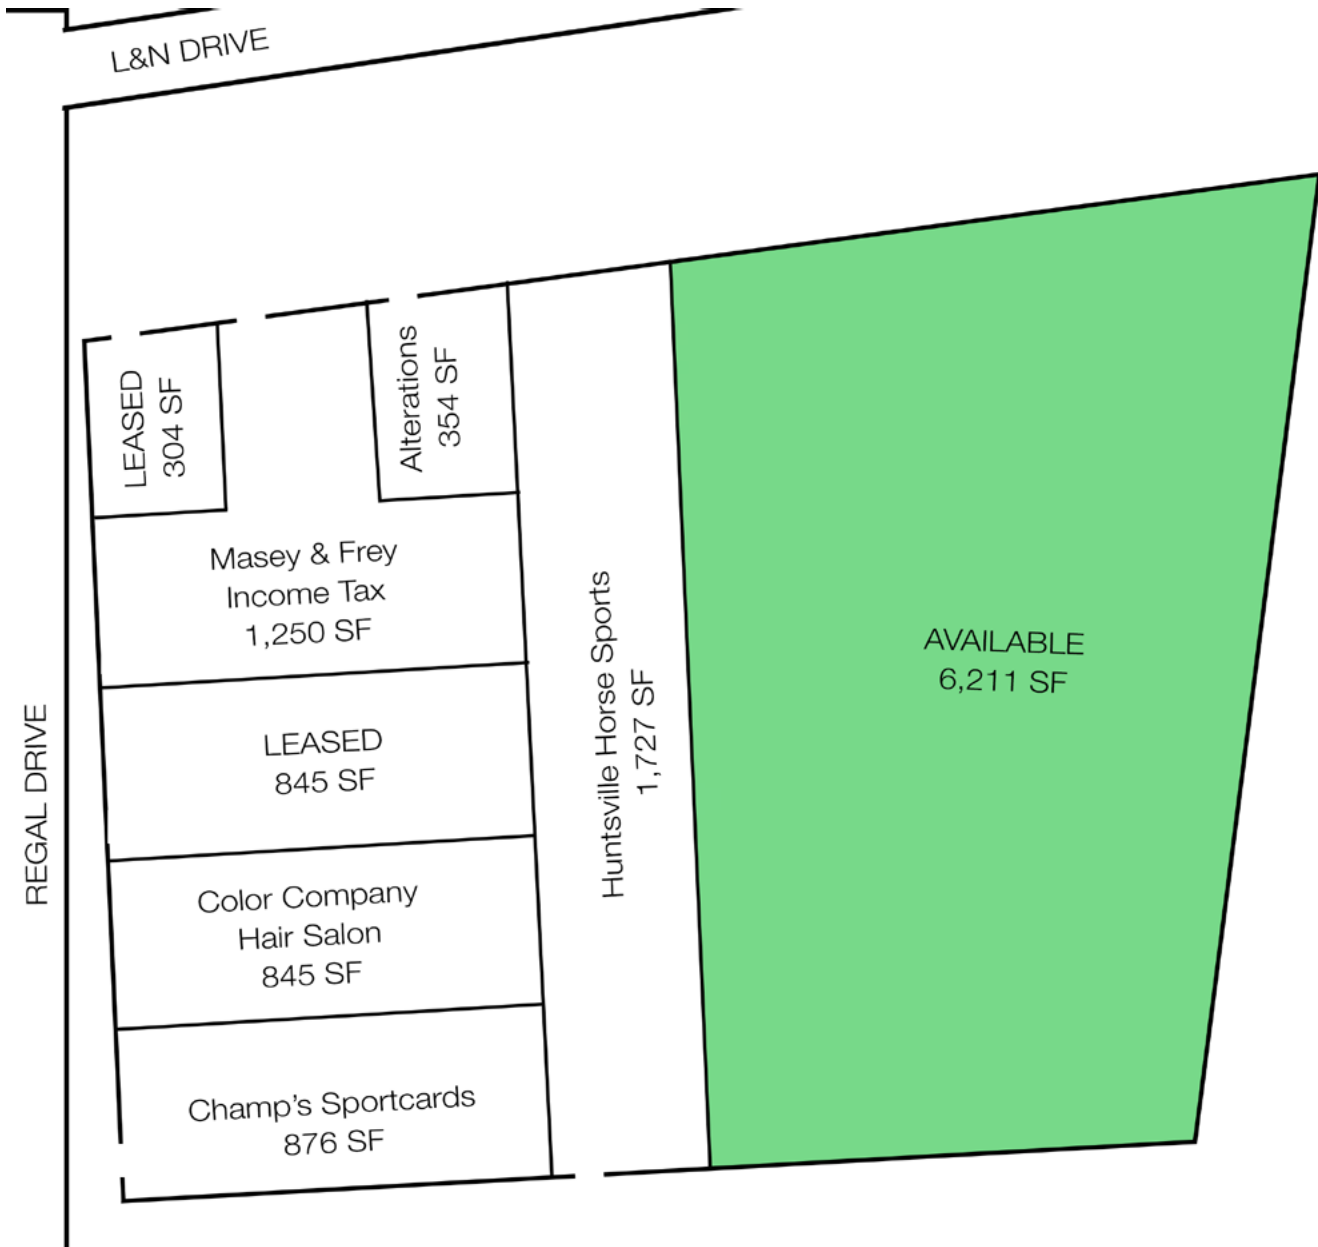 L&N DRIVE
LEASED
304 SF
Alterations
354 SF
Masey & Frey
Income Tax
1,250 SF
LEASED
845 SF
Color Company
Hair Salon
845 SF
Champ's Sportcards
876 SF
Huntsville Horse Sports
1,727 SF
AVAILABLE
6,211 SF
REGAL DRIVE